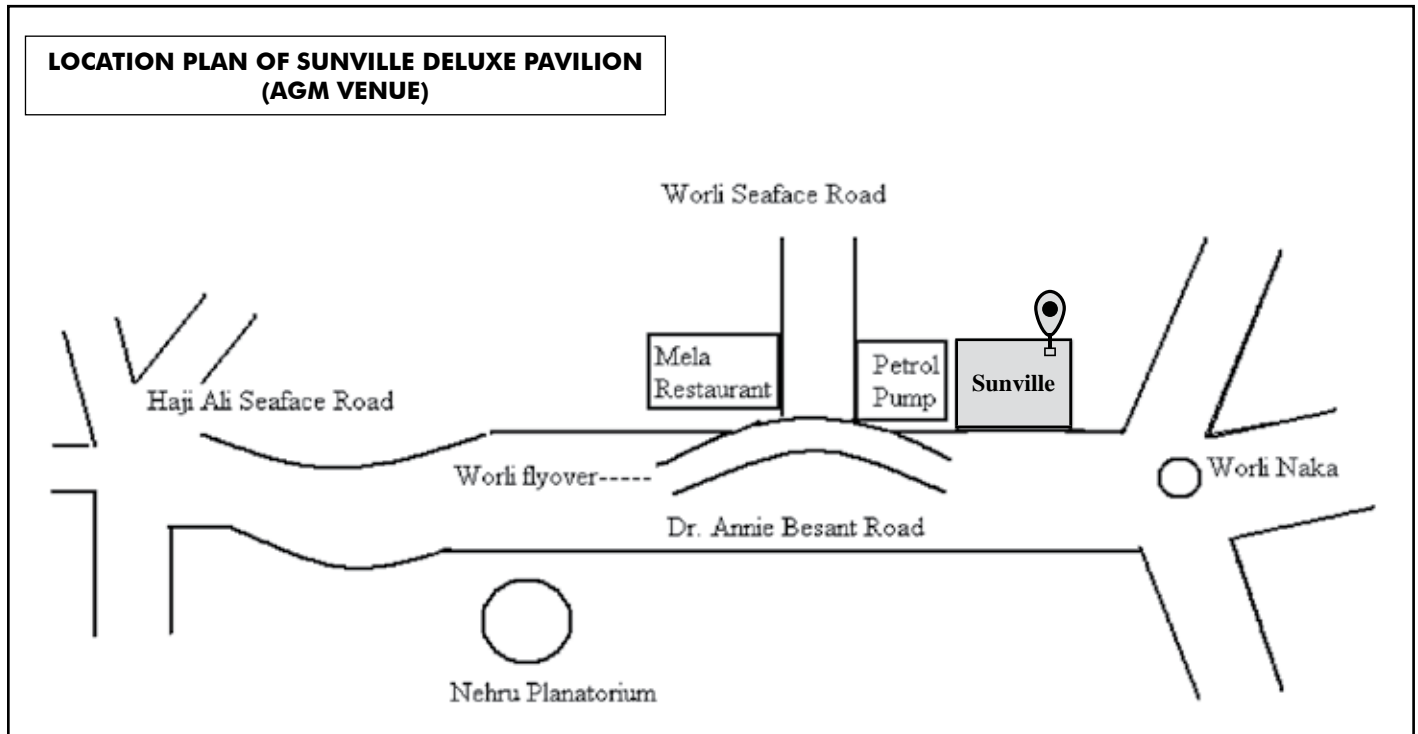 LOCATION PLAN OF SUNVILLE DELUXE PAVILION
(AGM VENUE)
Worli Seaface Road
Mela
Restaurant
Petrol
Pump
Sunville
Haji Ali Seaface Road
Worli flyover-----
Worli Naka
Dr. Annie Besant Road
Nehru Planatorium